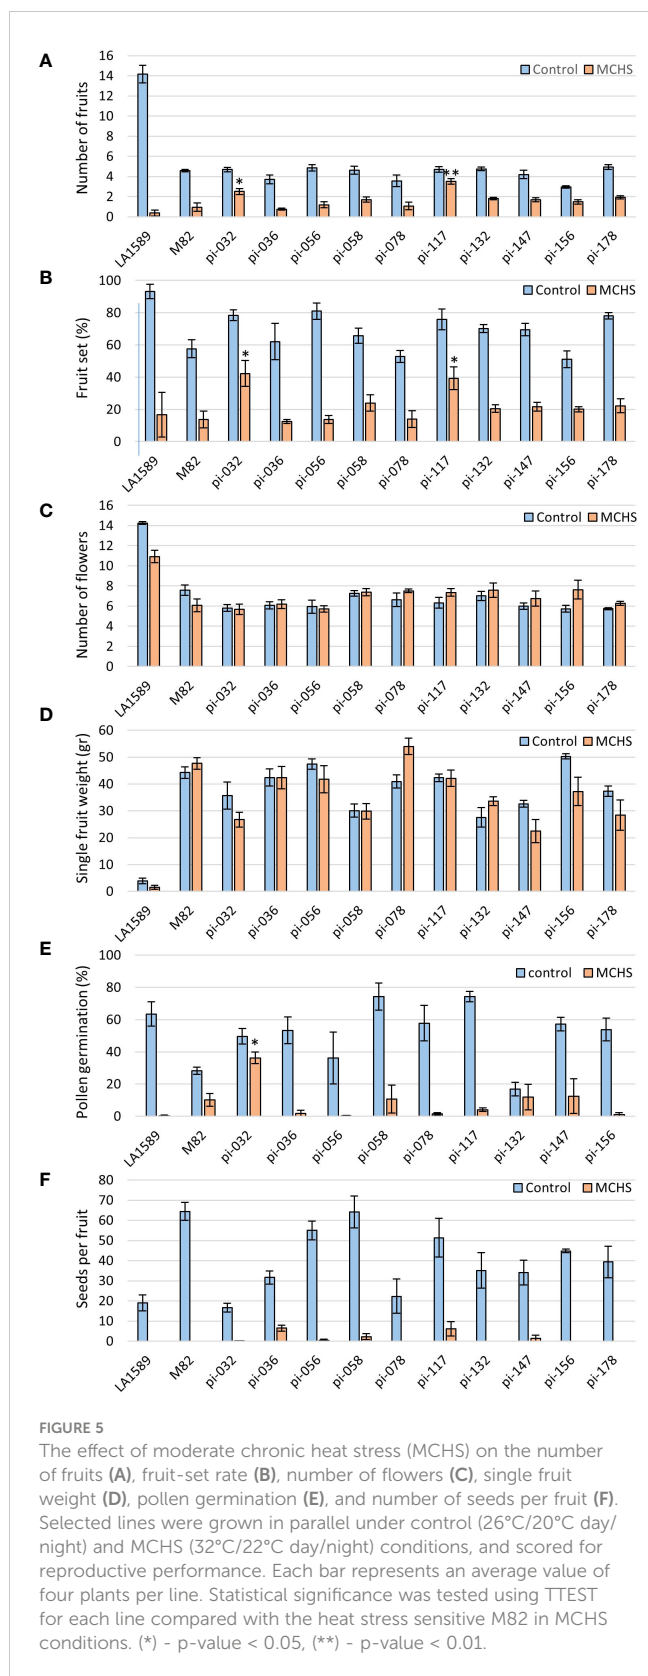 A
Number of fruits
16
14
12
10
8
6
4
2
0
Control MCHS
*
**
LA1589 M82 pi-032 pi-036 pi-056 pi-058 pi-078 pi-117 pi-132 pi-147 pi-156 pi-178
B
Fruit set (%)
100
80
60
40
20
0
Control MCHS
*
*
LA1589 M82 pi-032 pi-036 pi-056 pi-058 pi-078 pi-117 pi-132 pi-147 pi-156 pi-178
C
Number of flowers
16
14
12
10
8
6
4
2
0
Control MCHS
LA1589 M82 pi-032 pi-036 pi-056 pi-058 pi-078 pi-117 pi-132 pi-147 pi-156 pi-178
D
Single fruit weight (gr)
60
50
40
30
20
10
0
Control MCHS
LA1589 M82 pi-032 pi-036 pi-056 pi-058 pi-078 pi-117 pi-132 pi-147 pi-156 pi-178
E
Pollen germination (%)
100
80
60
40
20
0
control MCHS
*
LA1589 M82 pi-032 pi-036 pi-056 pi-058 pi-078 pi-117 pi-132 pi-147 pi-156
F
Seeds per fruit
80
70
60
50
40
30
20
10
0
Control MCHS
LA1589 M82 pi-032 pi-036 pi-056 pi-058 pi-078 pi-117 pi-132 pi-147 pi-156 pi-178
FIGURE 5
The effect of moderate chronic heat stress (MCHS) on the number
of fruits (A), fruit-set rate (B), number of flowers (C), single fruit
weight (D), pollen germination (E), and number of seeds per fruit (F).
Selected lines were grown in parallel under control (26°C/20°C day/
night) and MCHS (32°C/22°C day/night) conditions, and scored for
reproductive performance. Each bar represents an average value of
four plants per line. Statistical significance was tested using TTEST
for each line compared with the heat stress sensitive M82 in MCHS
conditions. (*) - p-value < 0.05, (**) - p-value < 0.01.